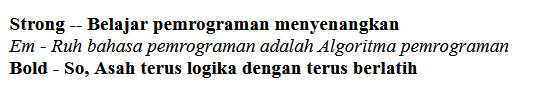 Strong -- Belajar pemrograman menyenangkan
Em - Ruh bahasa pemrograman adalah Algoritma pemrograman
Bold - So, Asah terus logika dengan terus berlatih